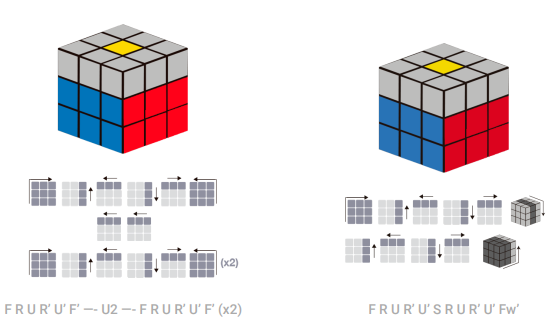 (x2)
F R U R' U' F' —- U2 —- F R U R' U' F' (x2)
F R U R' U' S R U R' U' Fw'